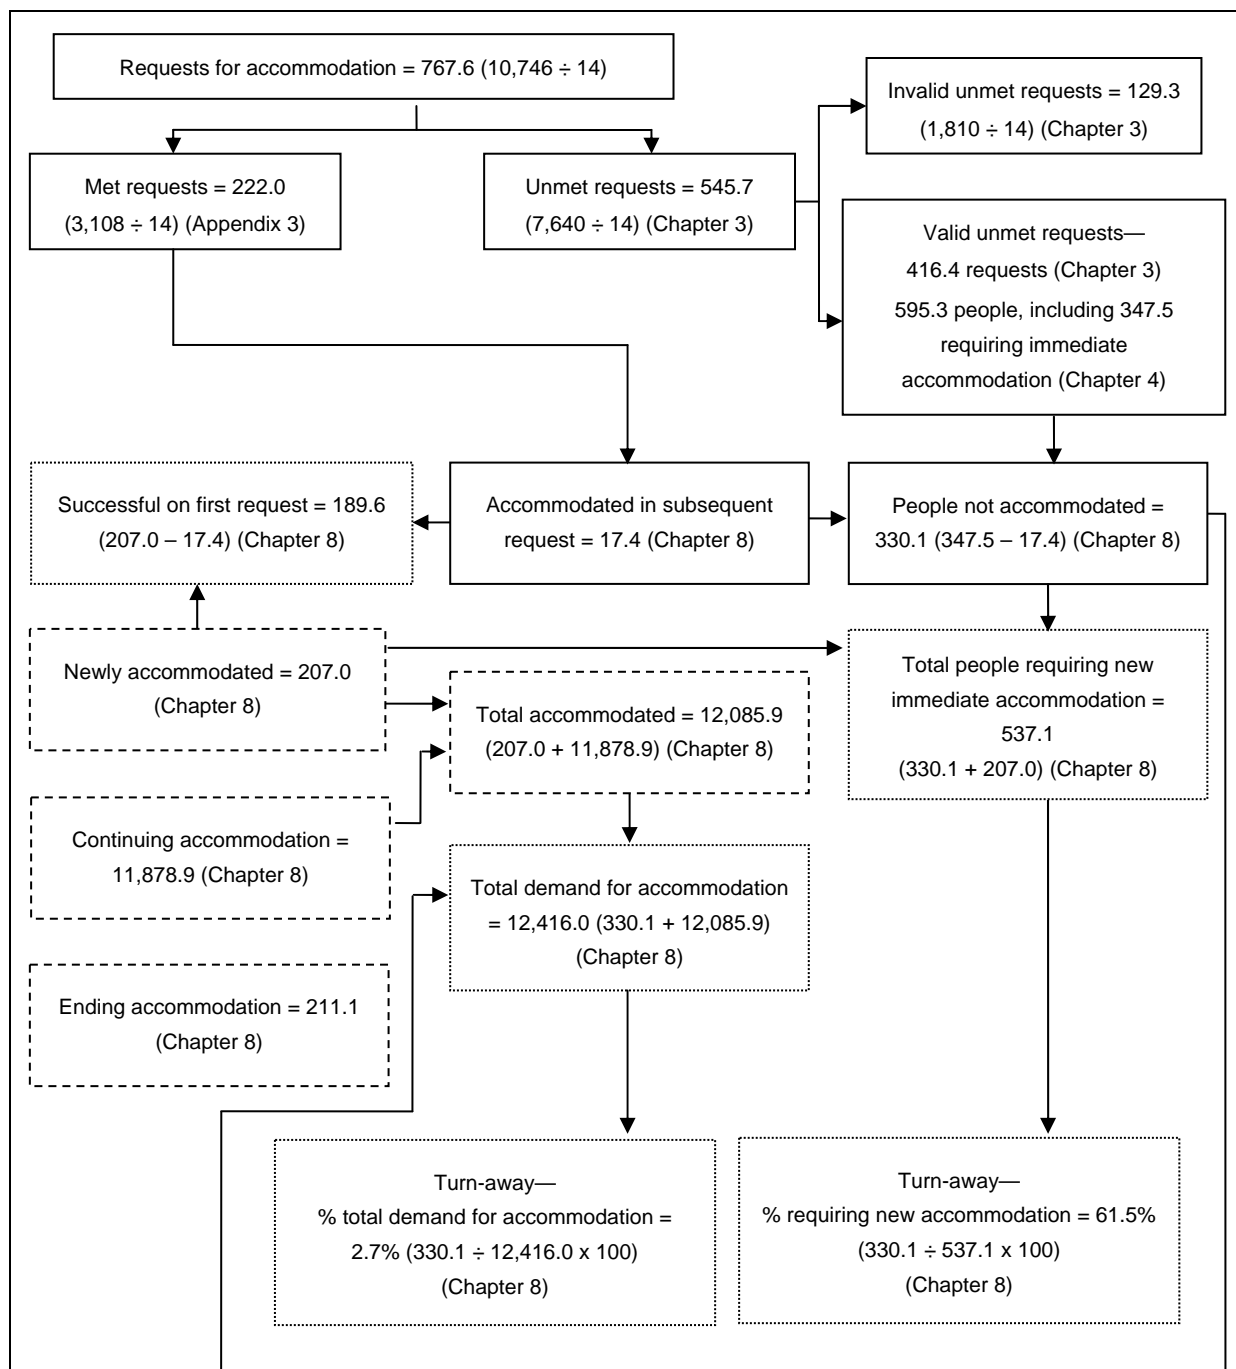 Requests for accommodation = 767.6 (10,746 ÷ 14)
Invalid unmet requests = 129.3
(1,810 ÷ 14) (Chapter 3)
Met requests = 222.0
(3,108 ÷ 14) (Appendix 3)
Unmet requests = 545.7
(7,640 ÷ 14) (Chapter 3)
Valid unmet requests—
416.4 requests (Chapter 3)
595.3 people, including 347.5
requiring immediate
accommodation (Chapter 4)
Successful on first request = 189.6
(207.0 – 17.4) (Chapter 8)
Accommodated in subsequent
request = 17.4 (Chapter 8)
People not accommodated =
330.1 (347.5 – 17.4) (Chapter 8)
Newly accommodated = 207.0
(Chapter 8)
Total accommodated = 12,085.9
(207.0 + 11,878.9) (Chapter 8)
Total people requiring new
immediate accommodation =
537.1
(330.1 + 207.0) (Chapter 8)
Continuing accommodation =
11,878.9 (Chapter 8)
Total demand for accommodation
= 12,416.0 (330.1 + 12,085.9)
(Chapter 8)
Ending accommodation = 211.1
(Chapter 8)
Turn-away—
% total demand for accommodation =
2.7% (330.1 ÷ 12,416.0 x 100)
(Chapter 8)
Turn-away—
% requiring new accommodation = 61.5%
(330.1 ÷ 537.1 x 100)
(Chapter 8)